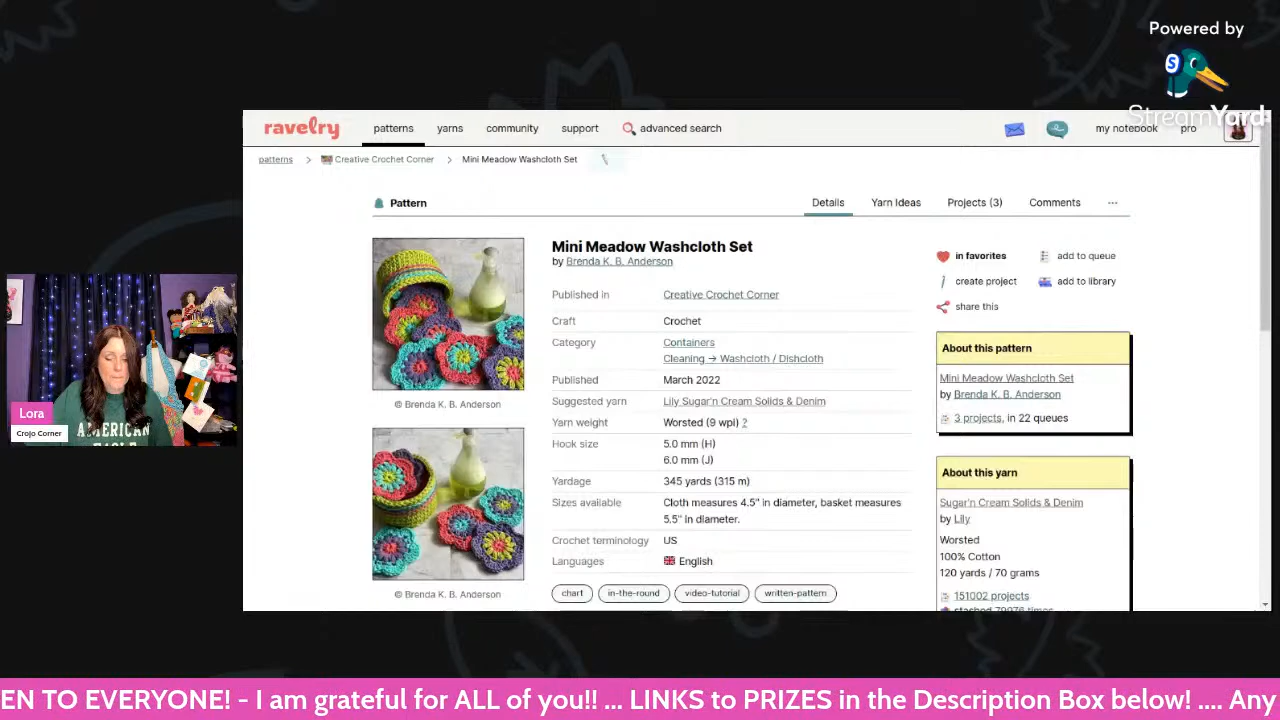 Powered by
StreamYard
ravelry
patterns yarns community support advanced search my notebook pro
patterns > Creative Crochet Corner > Mini Meadow Washcloth Set
Pattern
Details Yarn Ideas Projects (3) Comments ...
Mini Meadow Washcloth Set
by Brenda K. B. Anderson
Published in Creative Crochet Corner
Craft Crochet
Category Containers
Cleaning → Washcloth / Dishcloth
Published March 2022
Suggested yarn Lily Sugar'n Cream Solids & Denim
Yarn weight Worsted (9 wpi) ?
Hook size 5.0 mm (H)
6.0 mm (J)
Yardage 345 yards (315 m)
Sizes available Cloth measures 4.5" in diameter, basket measures
5.5" in diameter.
Crochet terminology US
Languages English
chart in-the-round video-tutorial written-pattern
© Brenda K. B. Anderson
© Brenda K. B. Anderson
in favorites add to queue
create project add to library
share this
About this pattern
Mini Meadow Washcloth Set
by Brenda K. B. Anderson
3 projects, in 22 queues
About this yarn
Sugar'n Cream Solids & Denim
by Lily
Worsted
100% Cotton
120 yards / 70 grams
151002 projects
stashed 79976 times
Lora
Crojo Corner
AMERICAN
EAGLE
EN TO EVERYONE! - I am grateful for ALL of you!! ... LINKS to PRIZES in the Description Box below! .... Any